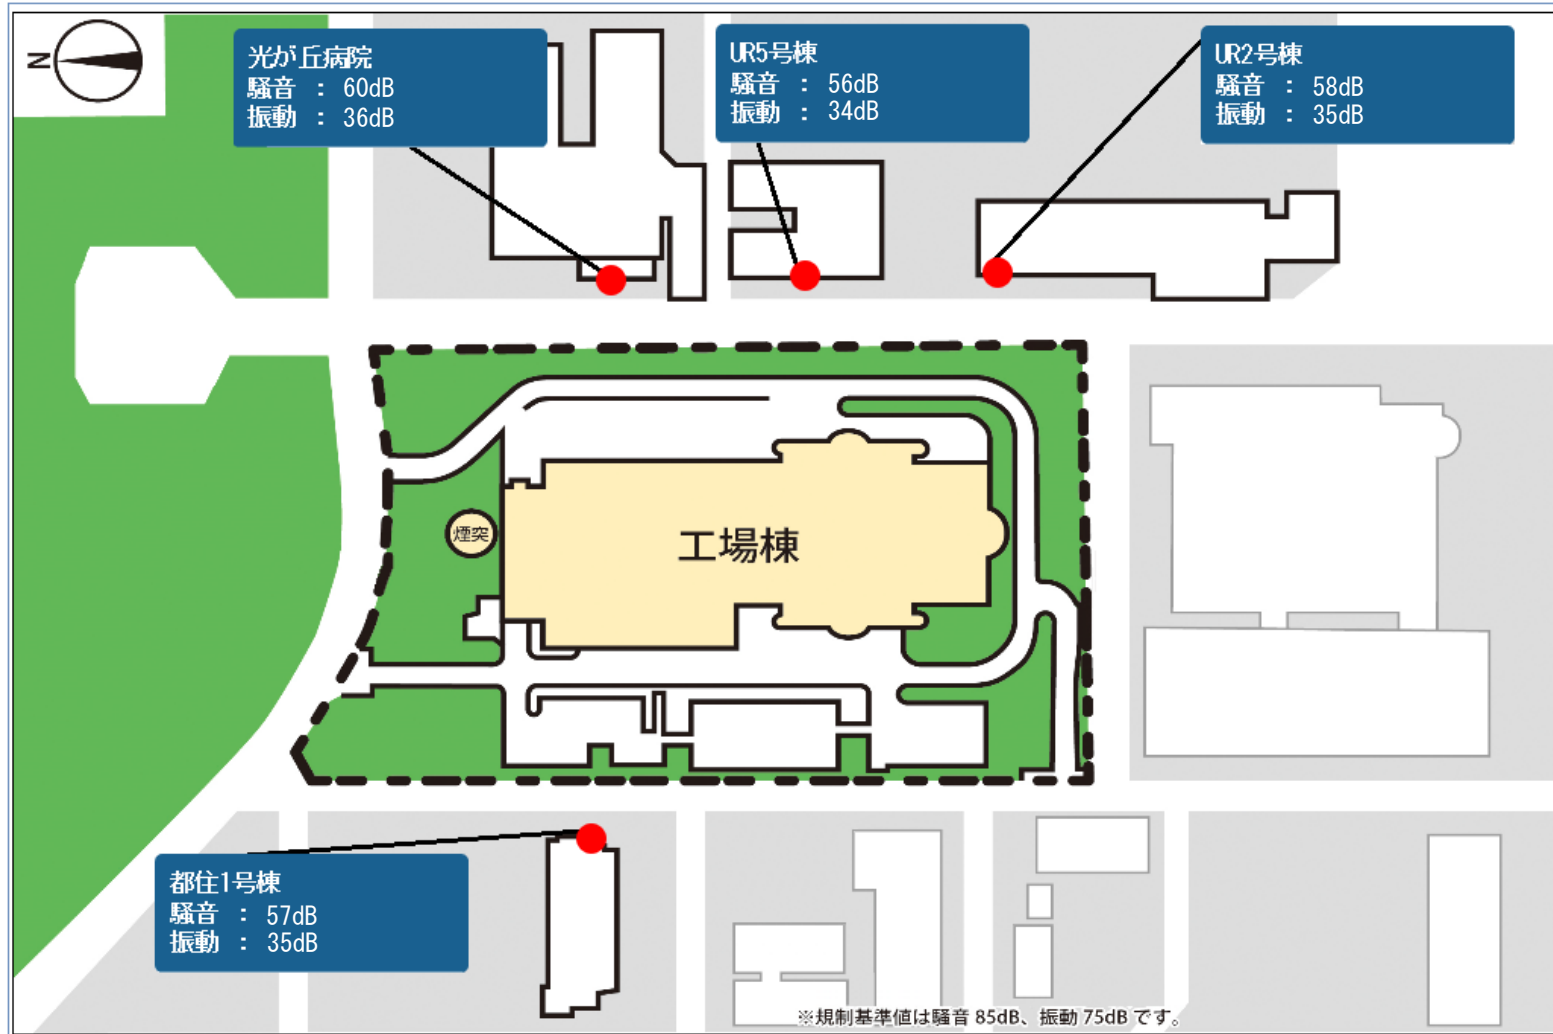 N
光が丘病院
騒音 : 60dB
振動 : 36dB
UR5号棟
騒音 : 56dB
振動 : 34dB
UR2号棟
騒音 : 58dB
振動 : 35dB
煙突
工場棟
都住1号棟
騒音 : 57dB
振動 : 35dB
※規制基準値は騒音 85dB、振動 75dB です。